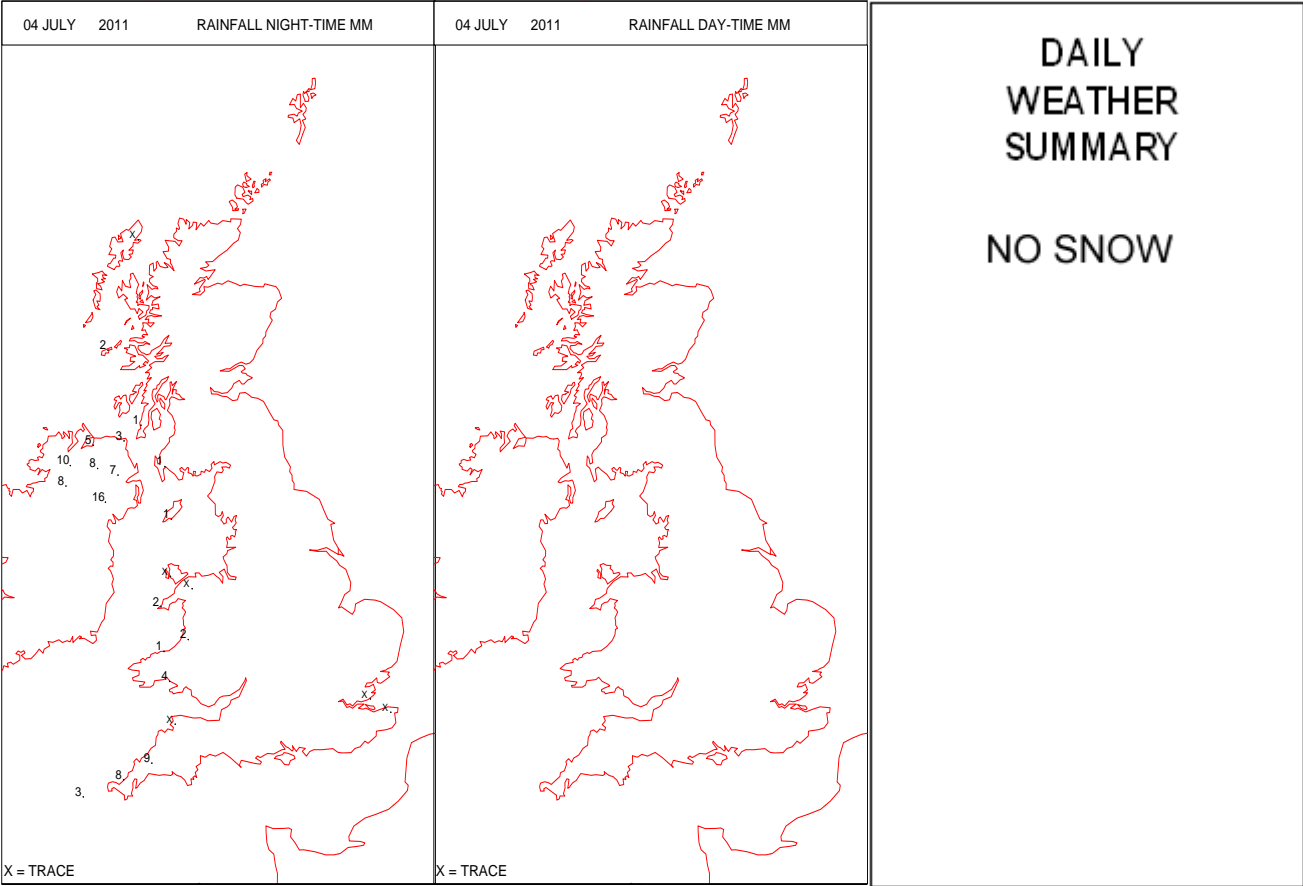 04 JULY 2011 RAINFALL NIGHT-TIME MM
X
2
1
5 3
10 8 7 1
8
16
1
X
X
2
2
1
4
X
X
X
9
8
3
X = TRACE
04 JULY 2011 RAINFALL DAY-TIME MM
X = TRACE
DAILY
WEATHER
SUMMARY
NO SNOW